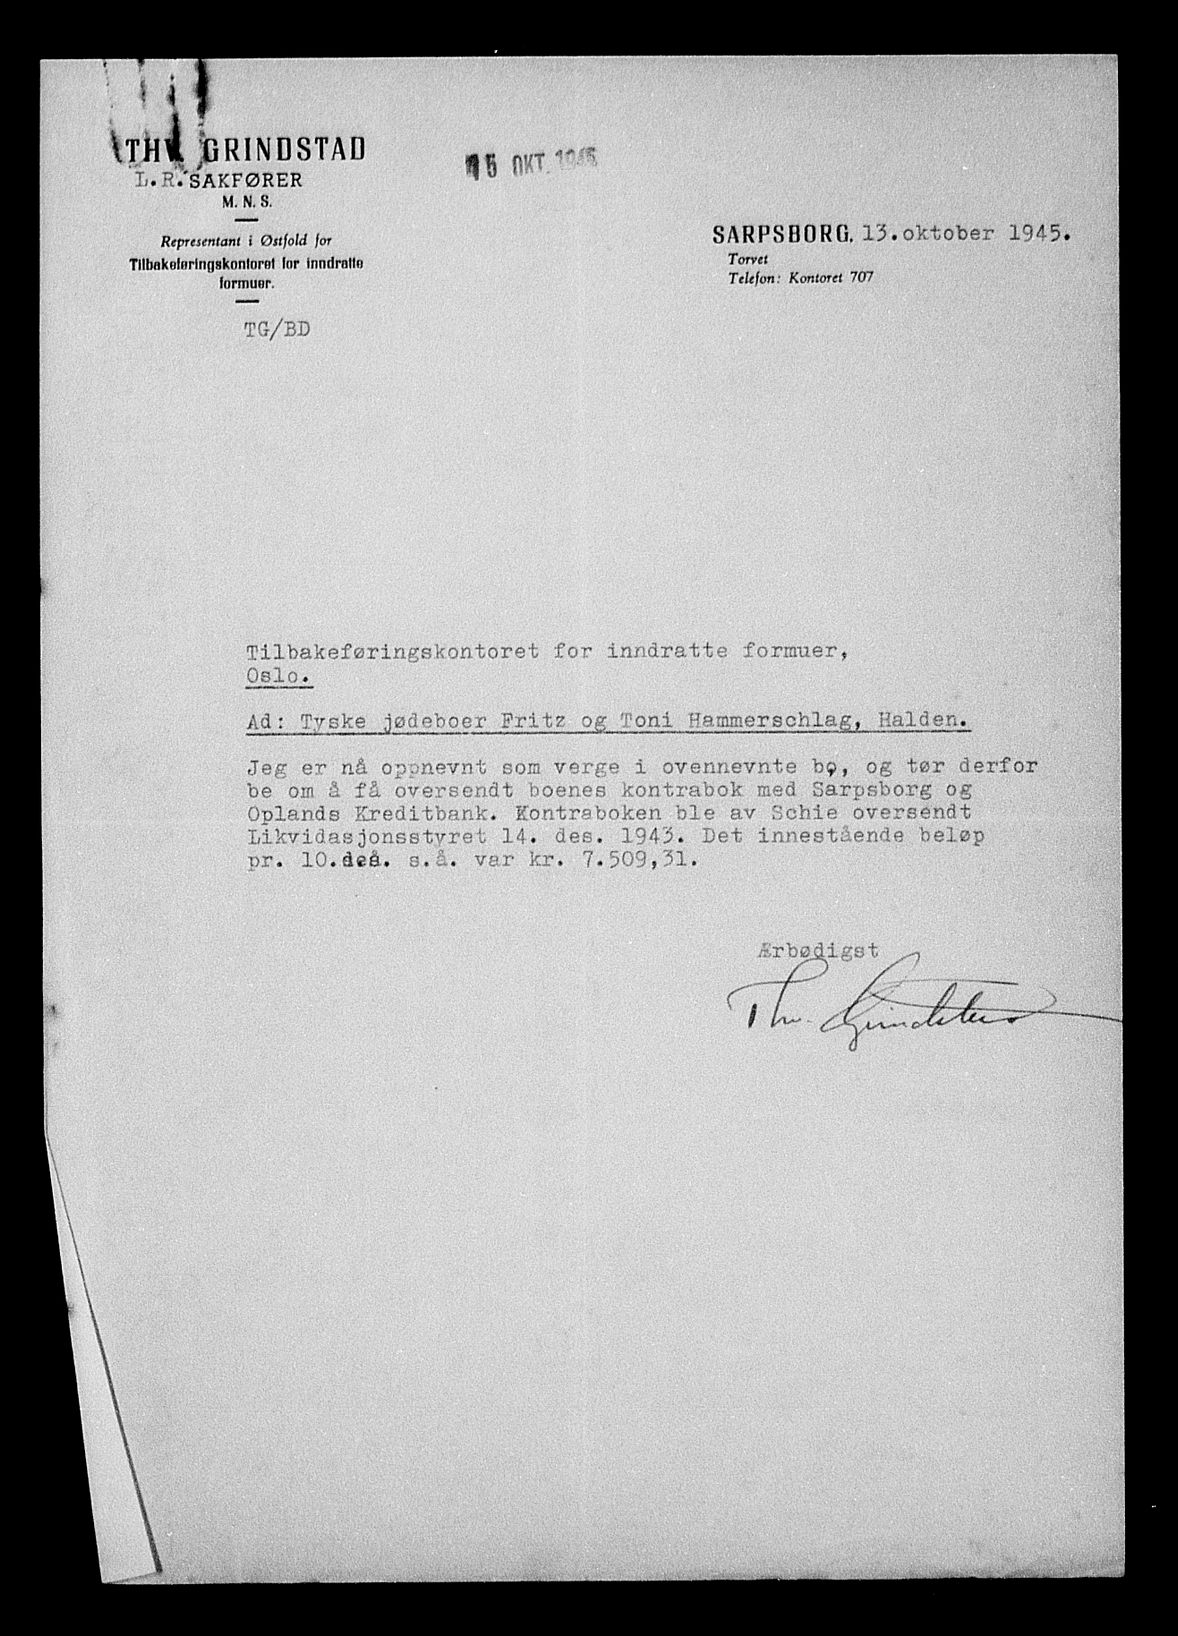 THV. GRINDSTAD
L.R. SAKFØRER
M. N. S.
Representant i Østfold for
Tilbakeføringskontoret for inndratte
formuer.
TG/BD
15 OKT. 1945
SARPSBORG, 13.oktober 1945.
Torvet
Telefon: Kontoret 707
Tilbakeføringskontoret for inndratte formuer,
Oslo.
Ad: Tyske jødeboer Fritz og Toni Hammerschlag, Halden.
Jeg er nå oppnevnt som verge i ovennevnte bo, og tør derfor
be om å få oversendt boenes kontrabok med Sarpsborg og
Oplands Kreditbank. Kontraboken ble av Schie oversendt
Likvidasjonsstyret 14. des. 1943. Det innestående beløp
pr. 10.des. s.å. var kr. 7.509,31.
Ærbødigst
Thv. Grindstad